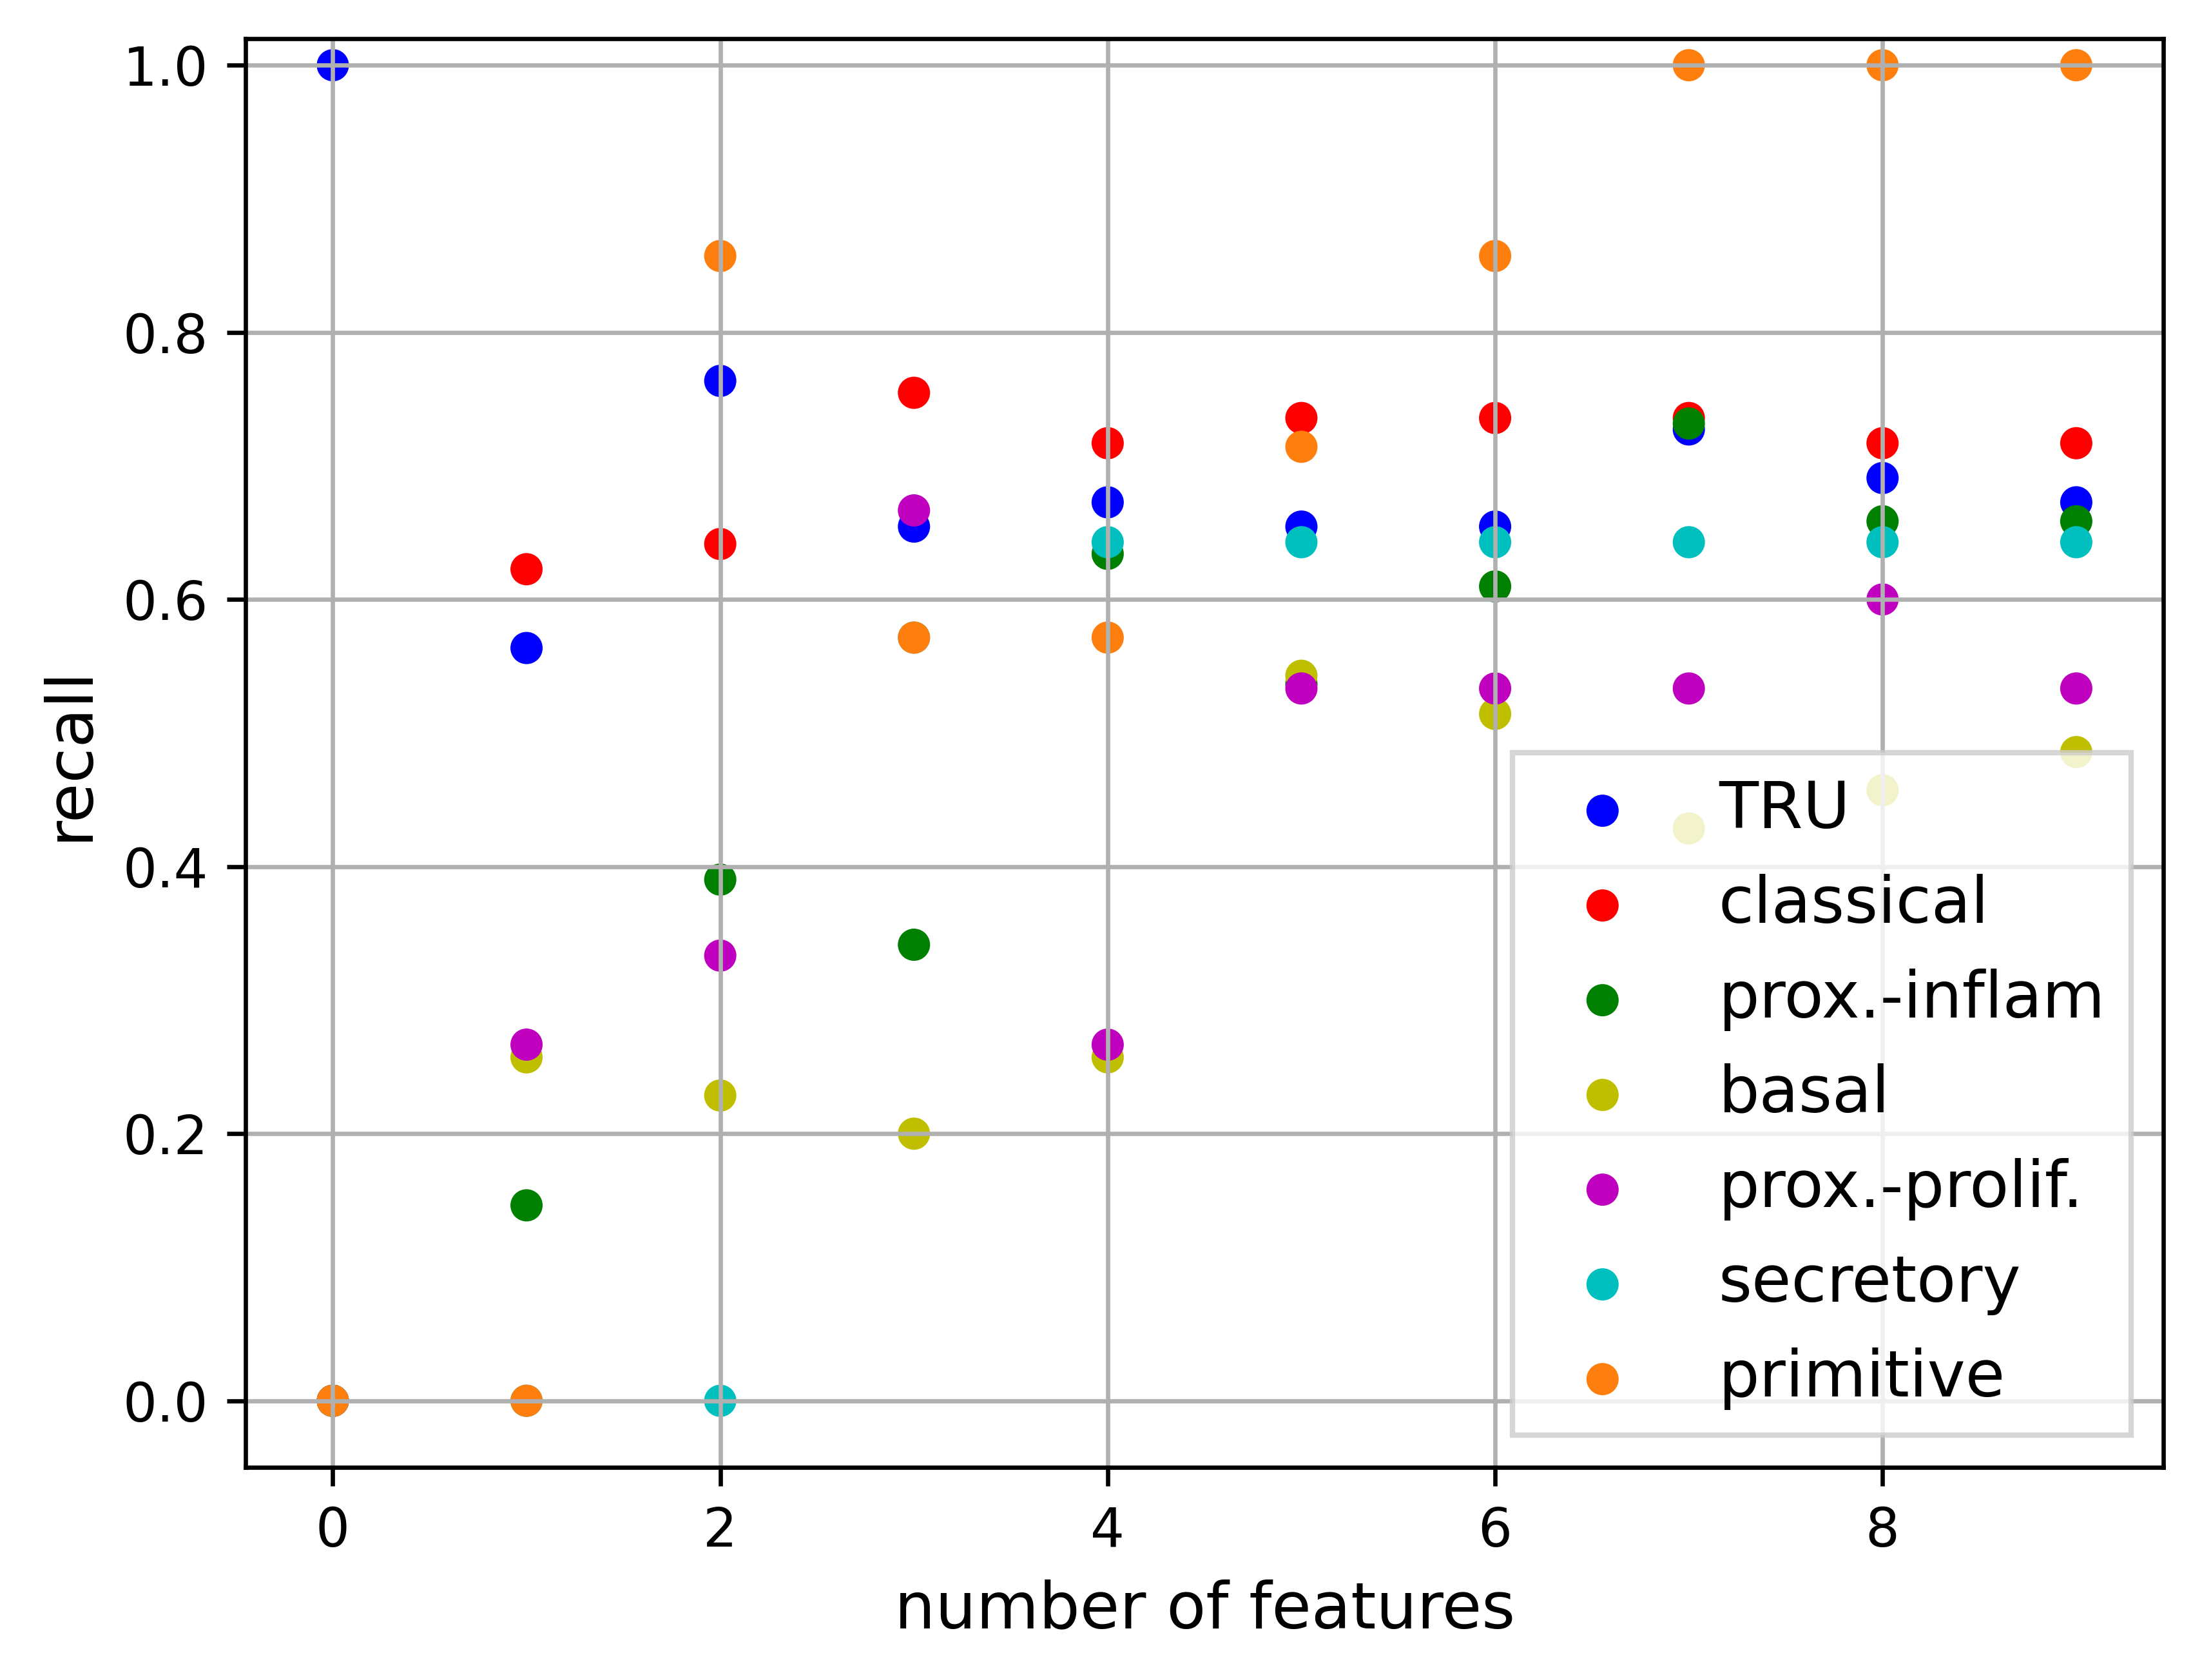 1.0
0.8
0.6
0.4
0.2
0.0
recall
0
2
4
6
8
number of features
TRU
classical
prox.-inflam
basal
prox.-prolif.
secretory
primitive